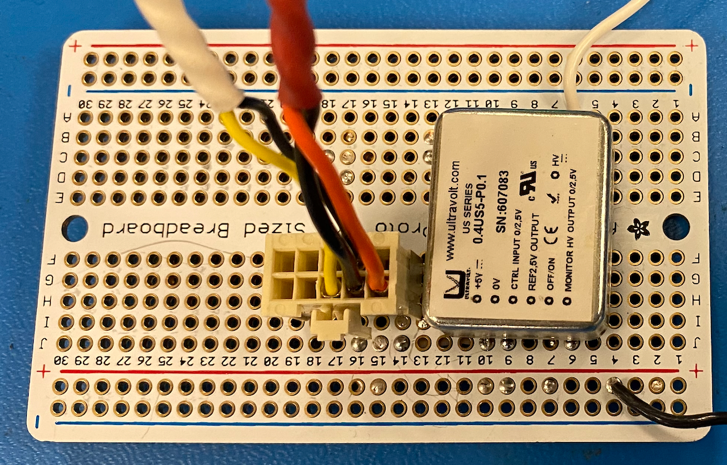 + +
- -
30 29 28 27 26 25 24 22 19 17 16 15 14 13 12 11 10 9 8 7 6 5 4 3 2 1
A A
B B
C C
D D
E E
www.ultravolt.com
US SERIES
0.4US5-P0.1
SN:607083
c RU us
HV
+5V
0V
CTRL INPUT 0/2,5V
REF2,5V OUTPUT
OFF/ON CE
MONITOR HV OUTPUT 0/2,5V
ULTRAVOLT
Proto Sized Breadboard
F F
G G
H H
I I
J J
30 29 28 27 26 25 24 23 22 21 20 19 18 17 16 15 14 13 12 11 10 9 8 7 6 5 4 3 2 1
+ +
- -